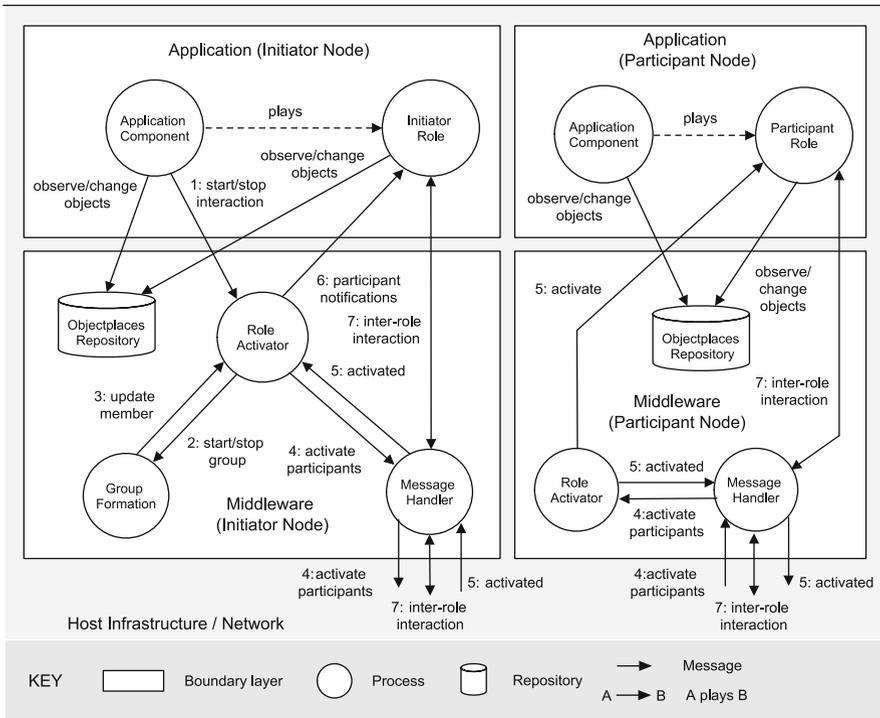 Application (Initiator Node)
Application
Component
plays
Initiator
Role
observe/change
objects
observe/change
objects
1: start/stop
interaction
Application
(Participant Node)
Application
Component
plays
Participant
Role
observe/change
objects
Objectplaces
Repository
Role
Activator
6: participant
notifications
7: inter-role
interaction
3: update
member
5: activated
2: start/stop
group
4: activate
participants
Group
Formation
Middleware
(Initiator Node)
Message
Handler
5: activate
observe/
change
objects
Objectplaces
Repository
7: inter-role
interaction
Middleware
(Participant Node)
Role
Activator
5: activated
4:activate
participants
Message
Handler
4:activate
participants
5: activated
7: inter-role
interaction
4:activate
participants
5: activated
7: inter-role
interaction
Host Infrastructure / Network
KEY
Boundary layer
Process
Repository
Message
A B A plays B